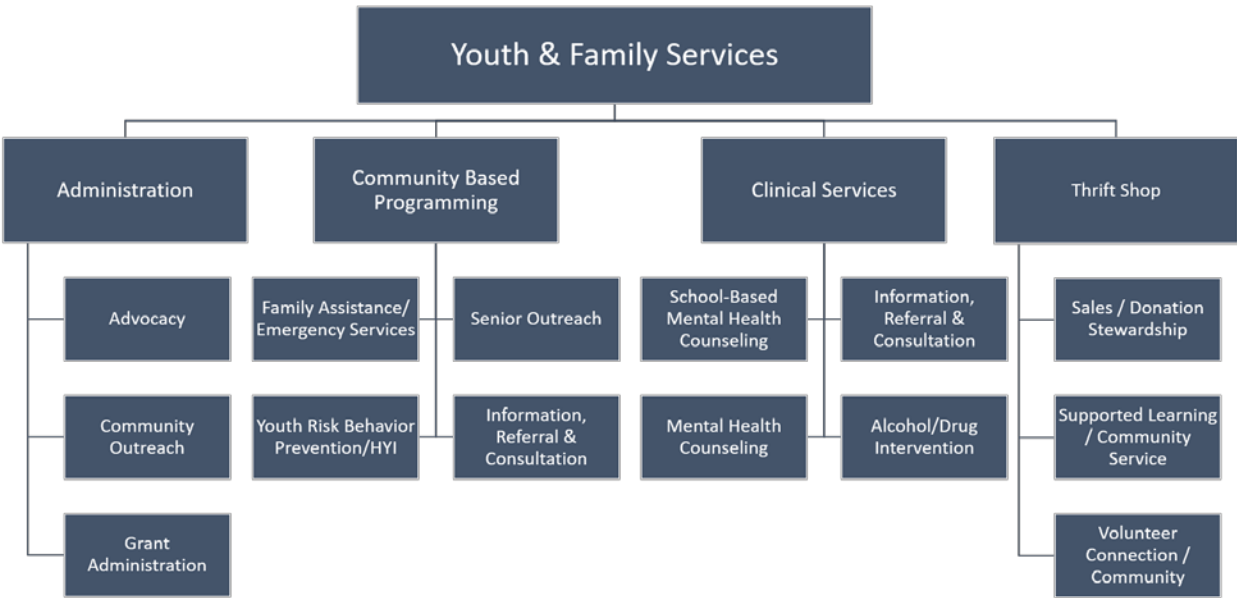 Youth & Family Services
Administration
Community Based
Programming
Clinical Services
Thrift Shop
Advocacy
Family Assistance/
Emergency Services
Senior Outreach
School-Based
Mental Health
Counseling
Information,
Referral &
Consultation
Sales / Donation
Stewardship
Community
Outreach
Youth Risk Behavior
Prevention/HYI
Information,
Referral &
Consultation
Mental Health
Counseling
Alcohol/Drug
Intervention
Supported Learning
/ Community
Service
Grant
Administration
Volunteer
Connection /
Community